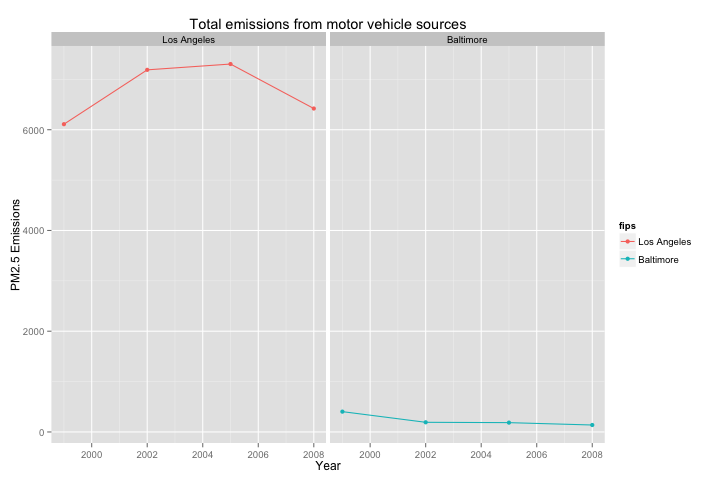 Total emissions from motor vehicle sources
Los Angeles
Baltimore
PM2.5 Emissions
6000
4000
2000
0
2000 2002 2004 2006 2008
2000 2002 2004 2006 2008
Year
fips
Los Angeles
Baltimore